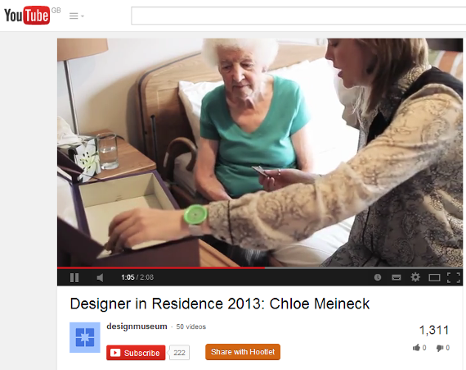 YouTube GB
1:05 / 2:08
Designer in Residence 2013: Chloe Meineck
designmuseum · 50 videos
1,311
Subscribe 222 Share with Hootlet
0 0